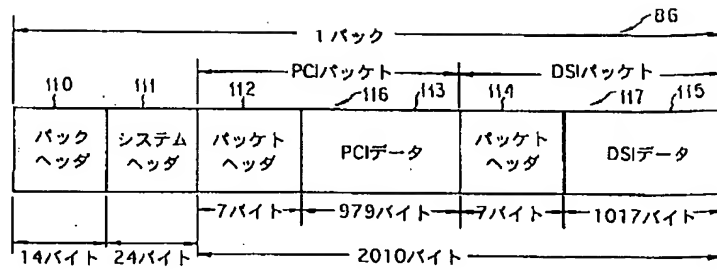 86
1パック
PCIパケット
DSIパケット
110
111
112
116
113
114
117
115
パック
ヘッダ
システム
ヘッダ
パケット
ヘッダ
PCIデータ
パケット
ヘッダ
DSIデータ
7バイト
979バイト
7バイト
1017バイト
14バイト
24バイト
2010バイト